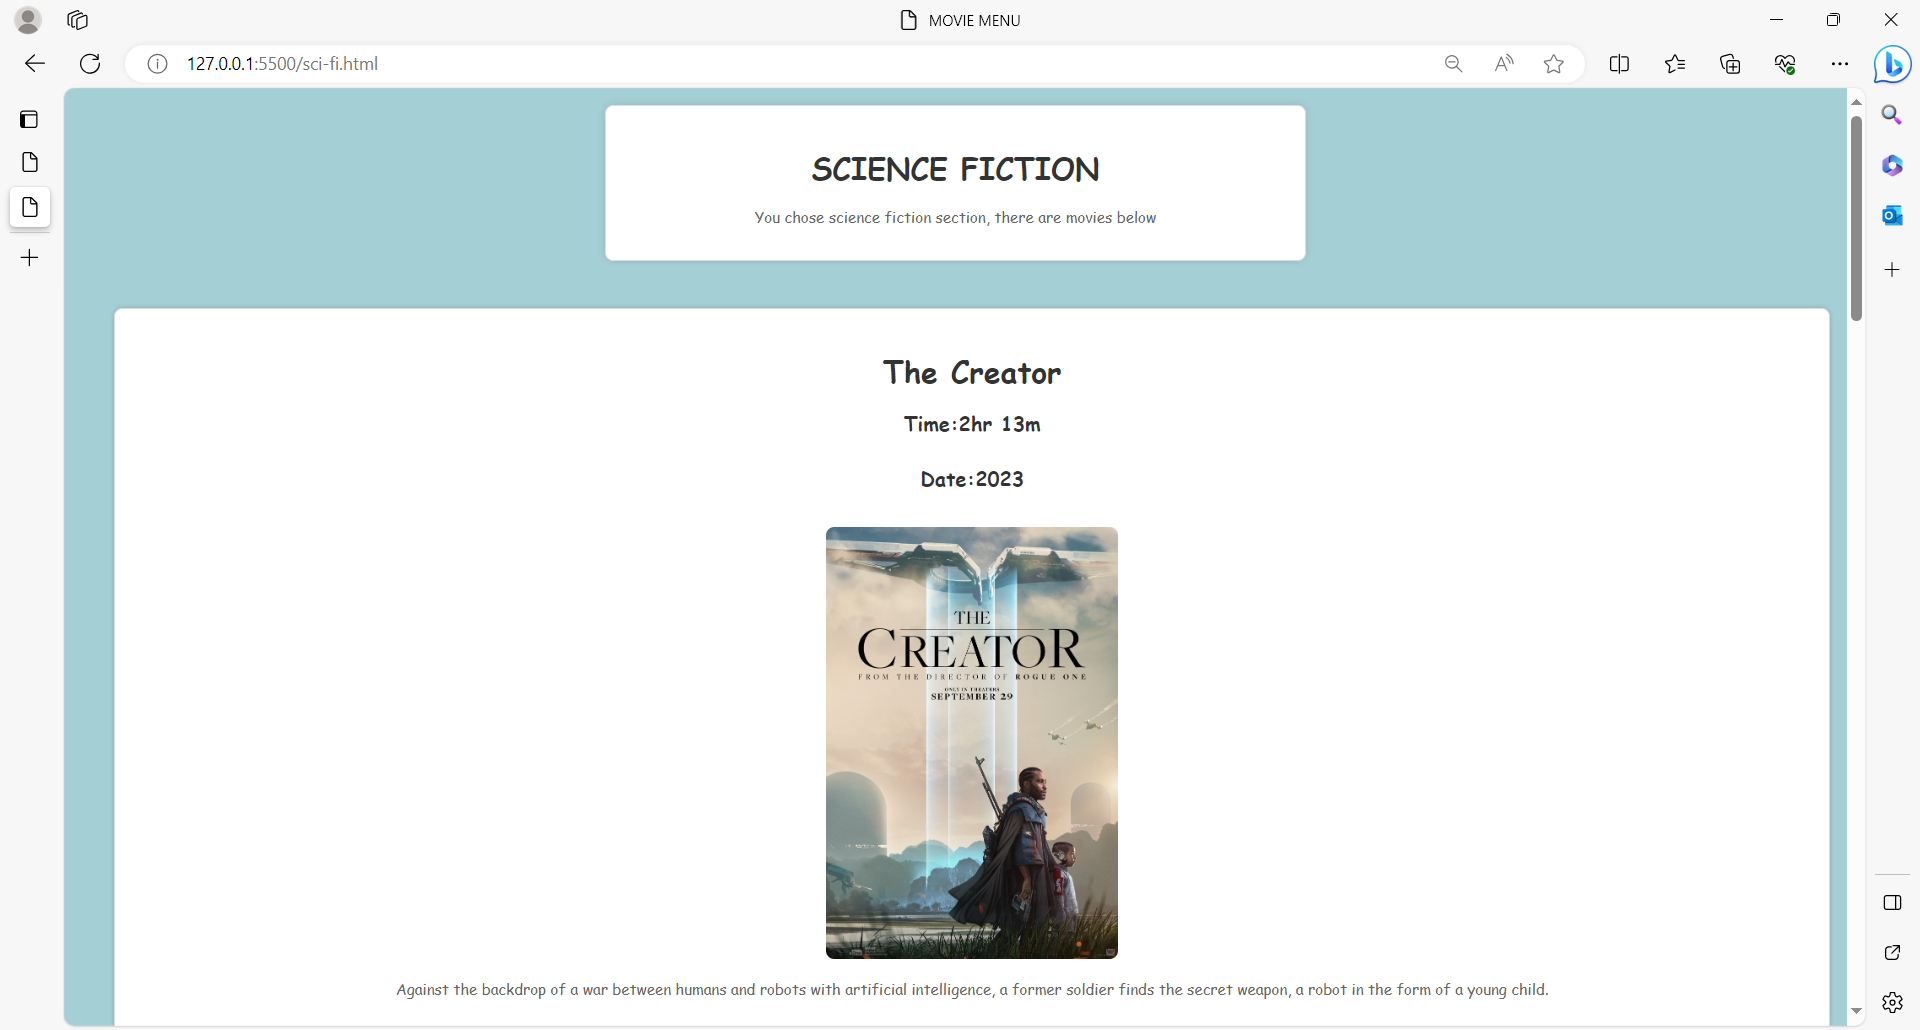 MOVIE MENU
127.0.0.1:5500/sci-fi.html
SCIENCE FICTION
You chose science fiction section, there are movies below
The Creator
Time:2hr 13m
Date:2023
THE
CREATOR
FROM THE DIRECTOR OF ROGUE ONE
ONLY IN THEATERS
SEPTEMBER 29
Against the backdrop of a war between humans and robots with artificial intelligence, a former soldier finds the secret weapon, a robot in the form of a young child.